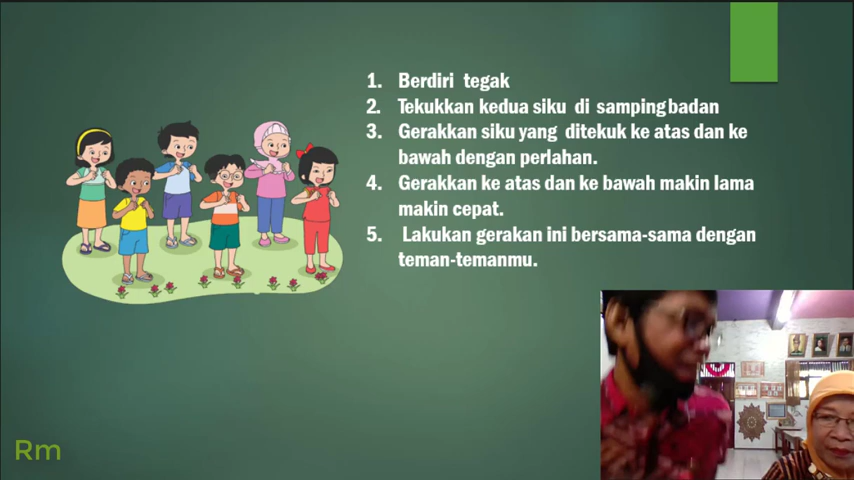 1. Berdiri tegak
2. Tekukkan kedua siku di samping badan
3. Gerakkan siku yang ditekuk ke atas dan ke
bawah dengan perlahan.
4. Gerakkan ke atas dan ke bawah makin lama
makin cepat.
5. Lakukan gerakan ini bersama-sama dengan
teman-temanmu.
Rm